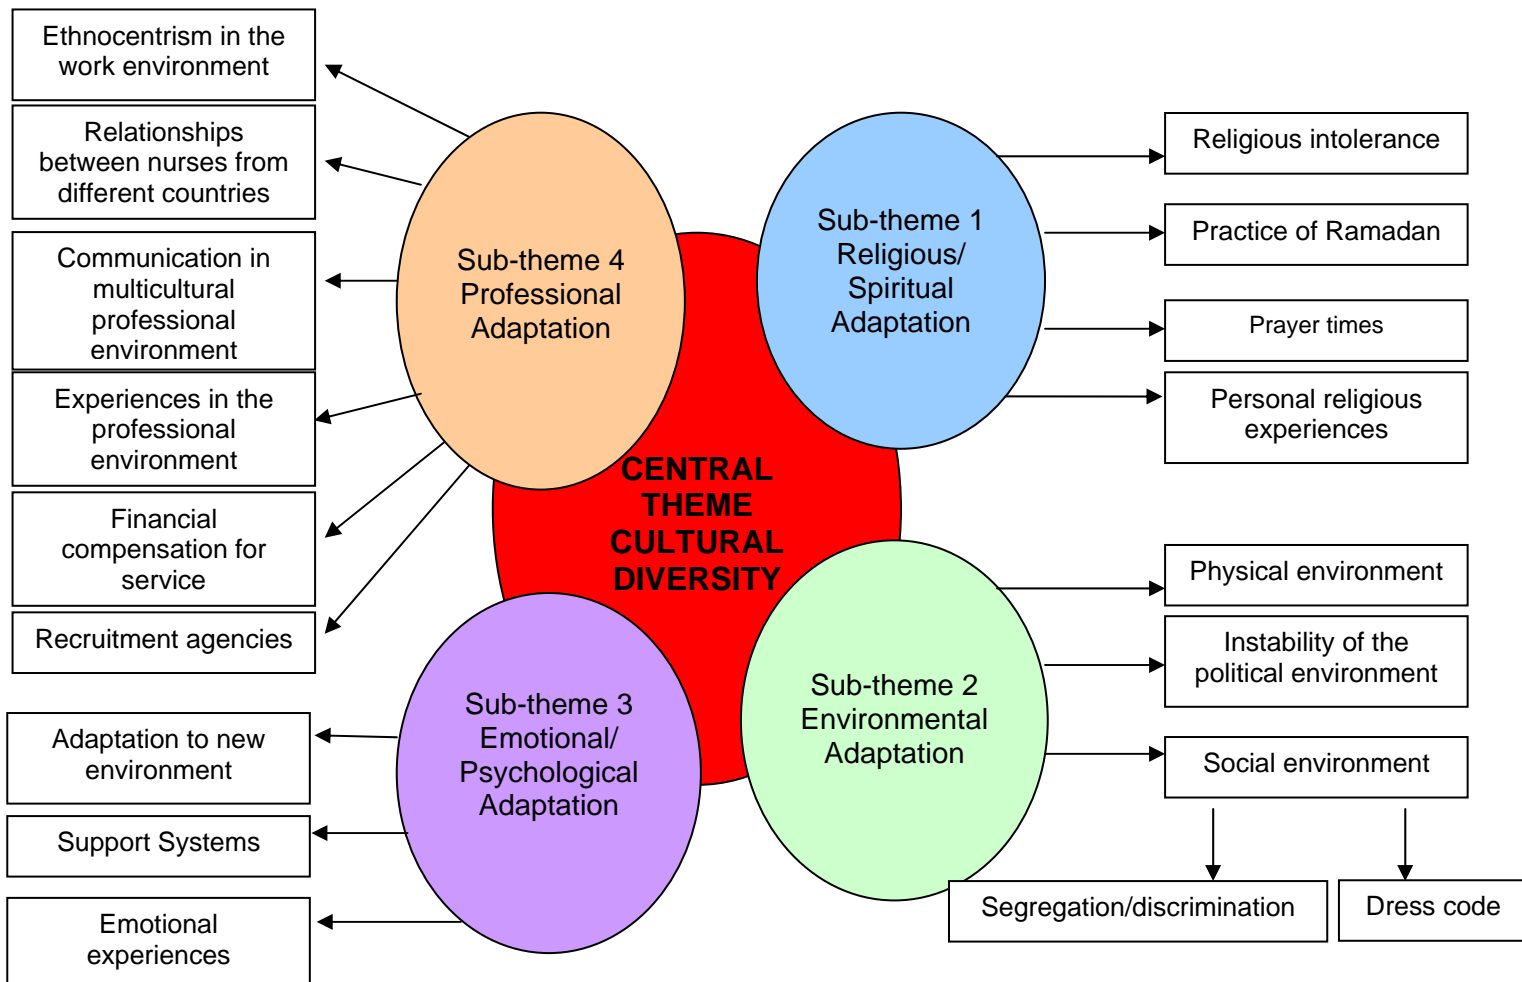 Ethnocentrism in the
work environment
Relationships
between nurses from
different countries
Communication in
multicultural
professional
environment
Experiences in the
professional
environment
Financial
compensation for
service
Recruitment agencies
Adaptation to new
environment
Support Systems
Emotional
experiences
Sub-theme 4
Professional
Adaptation
Sub-theme 1
Religious/
Spiritual
Adaptation
CENTRAL
THEME
CULTURAL
DIVERSITY
Sub-theme 3
Emotional/
Psychological
Adaptation
Sub-theme 2
Environmental
Adaptation
Religious intolerance
Practice of Ramadan
Prayer times
Personal religious
experiences
Physical environment
Instability of the
political environment
Social environment
Segregation/discrimination
Dress code